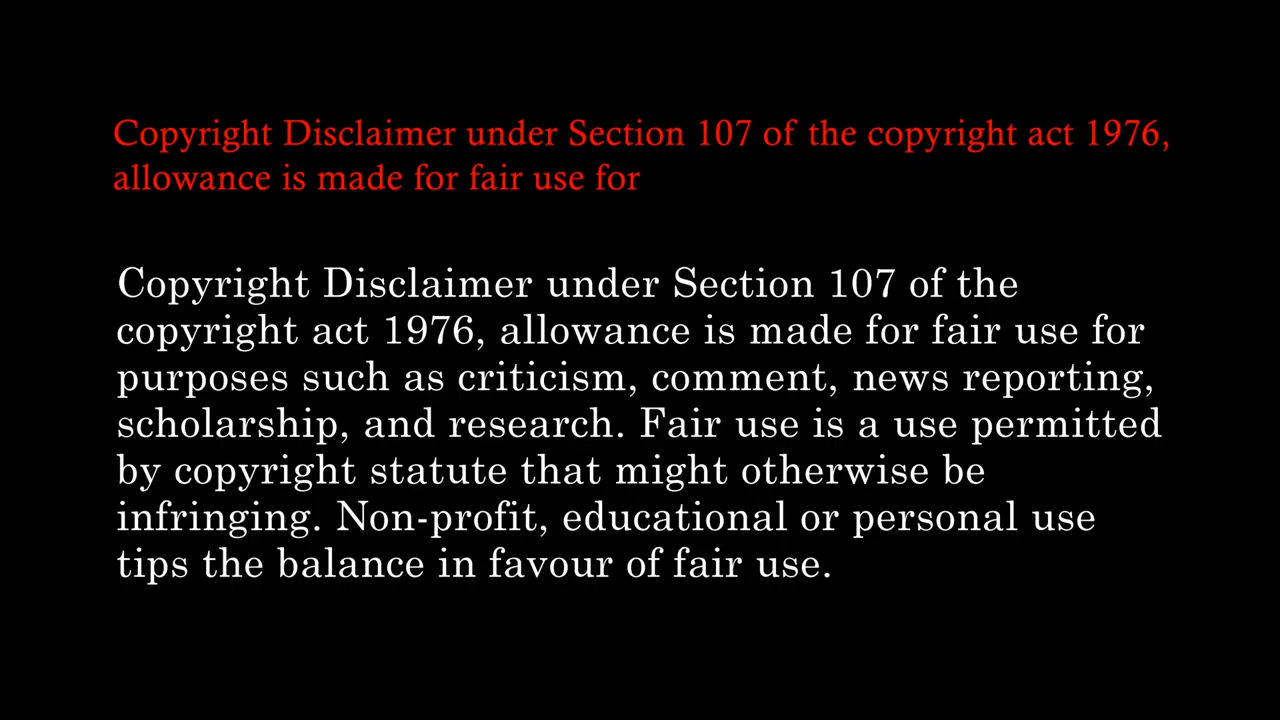 Copyright Disclaimer under Section 107 of the copyright act 1976,
allowance is made for fair use for
Copyright Disclaimer under Section 107 of the
copyright act 1976, allowance is made for fair use for
purposes such as criticism, comment, news reporting,
scholarship, and research. Fair use is a use permitted
by copyright statute that might otherwise be
infringing. Non-profit, educational or personal use
tips the balance in favour of fair use.